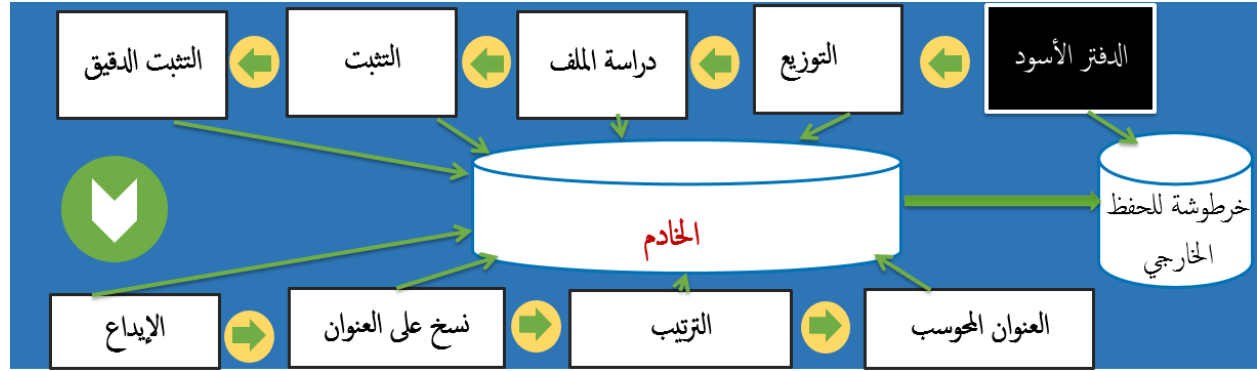 الدفتر الأسود
التوزيع
دراسة الملف
التثبت
التثبت الدقيق
خرطوشة للحفظ
الخارجي
الخادم
الإيداع
نسخ على العنوان
الترتيب
العنوان المحوسب